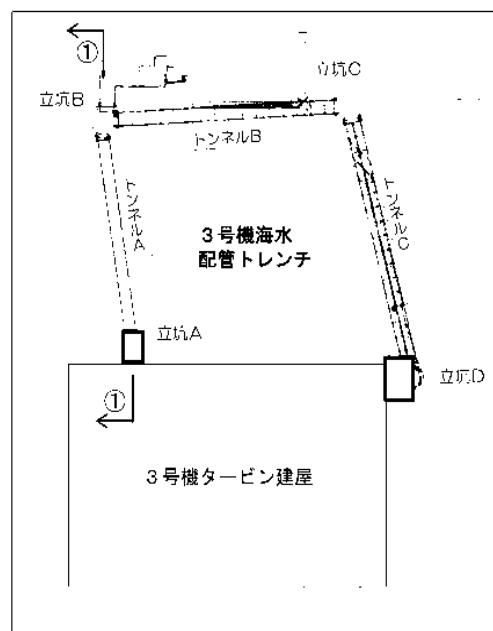 ①
立坑C
立坑B
トンネルB
トンネルA
トンネルC
3号機海水
配管トレンチ
立坑A
立坑D
①
3号機タービン建屋